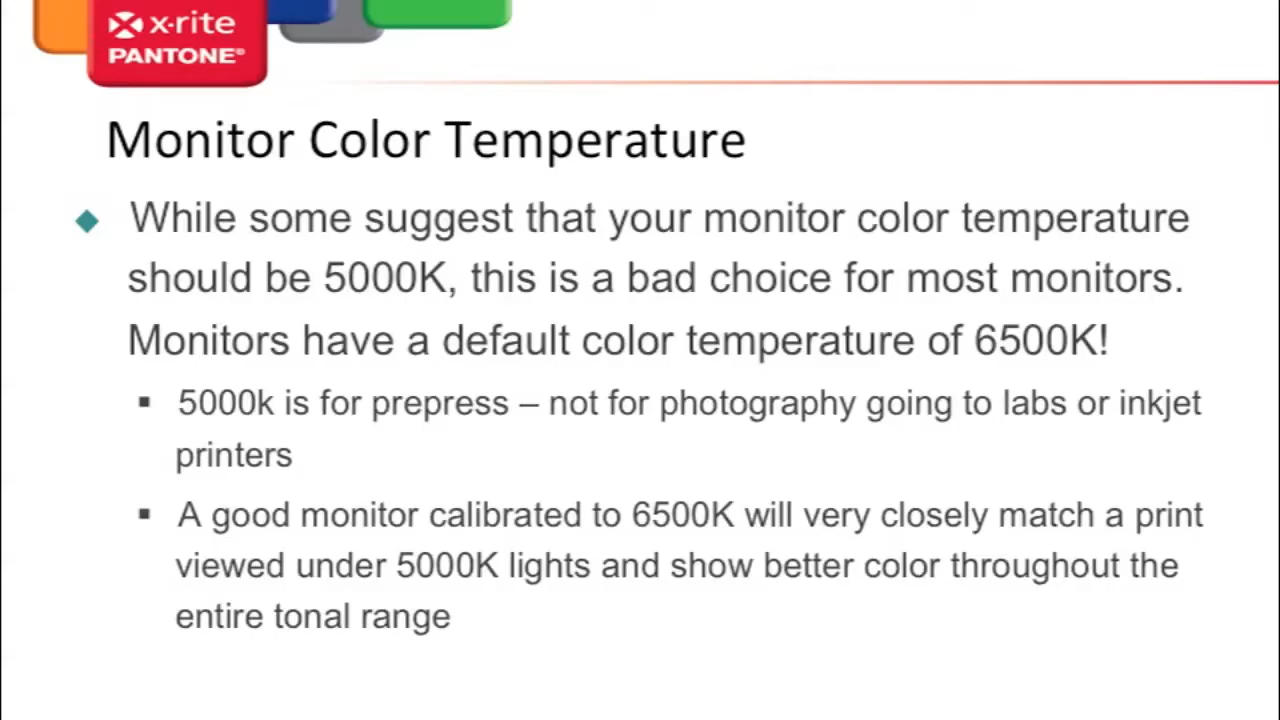 x·rite
PANTONE®
Monitor Color Temperature
While some suggest that your monitor color temperature
should be 5000K, this is a bad choice for most monitors.
Monitors have a default color temperature of 6500K!
5000k is for prepress – not for photography going to labs or inkjet
printers
A good monitor calibrated to 6500K will very closely match a print
viewed under 5000K lights and show better color throughout the
entire tonal range